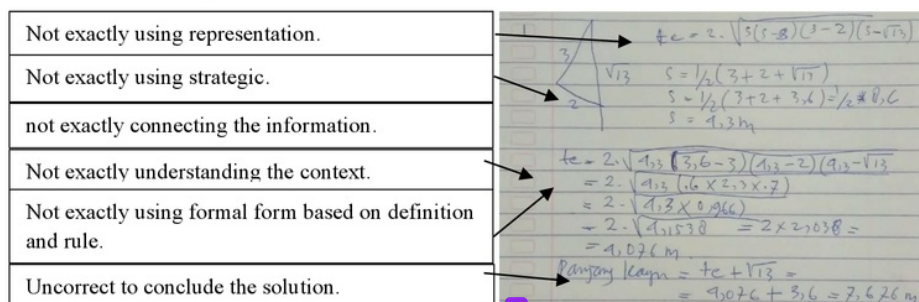 Not exactly using representation.
Not exactly using strategic.
not exactly connecting the information.
Not exactly understanding the context.
Not exactly using formal form based on definition
and rule.
Uncorrect to conclude the solution.
1
3
√13
2
te = 2. √s(s-8)(s-2)(s-√13)
s = 1/2 (3+2+√13)
s = 1/2 (3+2+3,6) = 1/2 * 8,6
s = 4,3 m
te = 2. √4,3 (3,6-3)(4,3-2)(4,3-√13
= 2. √4,3 (.6 x 2,3 x .7)
= 2. √(4,3 x 0,966)
= 2. √4,1538 = 2 x 2,038 =
= 4,076 m.
Panjang kayu = te + √13 =
= 4,076 + 3,6 = 7,676 m